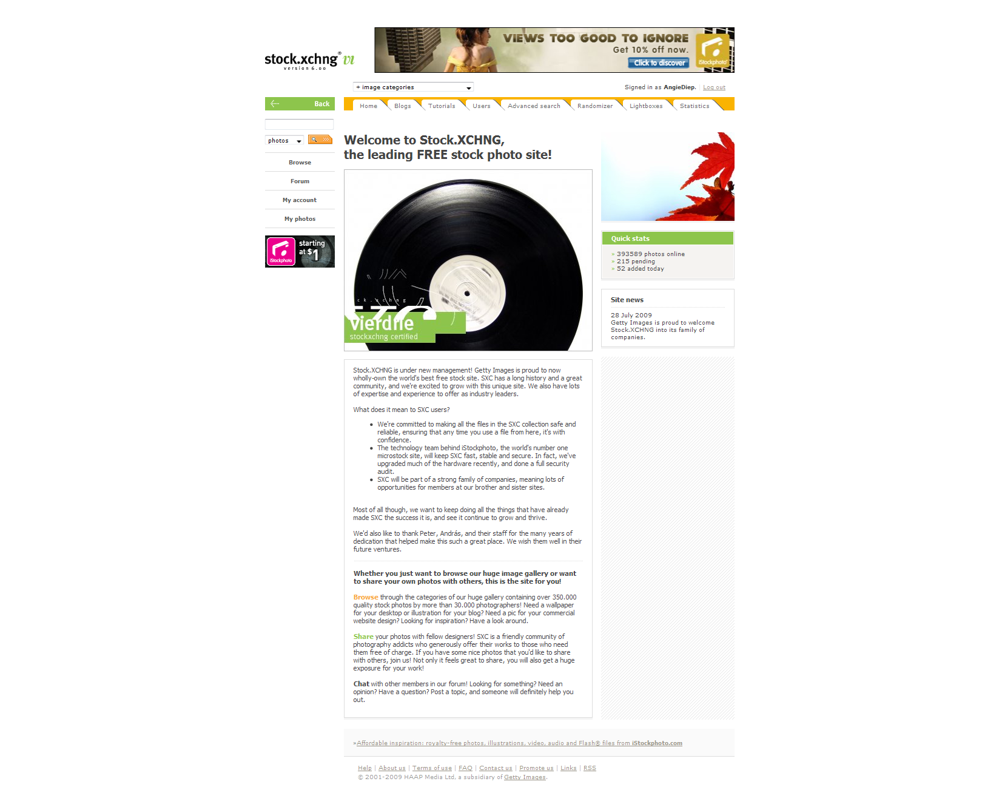 VIEWS TOO GOOD TO IGNORE
Get 10% off now.
Click to discover
iStockphoto
stock.xchng® VI
version 6.00
+ image categories
Signed in as AngieDiep. | Log out
Back
Home Blogs Tutorials Users Advanced search Randomizer Lightboxes Statistics
photos
Browse
Forum
My account
My photos
starting
at $1
iStockphoto
Welcome to Stock.XCHNG,
the leading FREE stock photo site!
ck.xchng
vierdrie
stockxchng certified
Quick stats
» 393589 photos online
» 215 pending
» 52 added today
Site news
28 July 2009
Getty Images is proud to welcome
Stock.XCHNG into its family of
companies.
Stock.XCHNG is under new management! Getty Images is proud to now
wholly-own the world's best free stock site. SXC has a long history and a great
community, and we're excited to grow with this unique site. We also have lots
of expertise and experience to offer as industry leaders.
What does it mean to SXC users?
• We're committed to making all the files in the SXC collection safe and
reliable, ensuring that any time you use a file from here, it's with
confidence.
• The technology team behind iStockphoto, the world's number one
microstock site, will keep SXC fast, stable and secure. In fact, we've
upgraded much of the hardware recently, and done a full security
audit.
• SXC will be part of a strong family of companies, meaning lots of
opportunities for members at our brother and sister sites.
Most of all though, we want to keep doing all the things that have already
made SXC the success it is, and see it continue to grow and thrive.
We'd also like to thank Peter, András, and their staff for the many years of
dedication that helped make this such a great place. We wish them well in their
future ventures.
Whether you just want to browse our huge image gallery or want
to share your own photos with others, this is the site for you!
Browse through the categories of our huge gallery containing over 350.000
quality stock photos by more than 30.000 photographers! Need a wallpaper
for your desktop or illustration for your blog? Need a pic for your commercial
website design? Looking for inspiration? Have a look around.
Share your photos with fellow designers! SXC is a friendly community of
photography addicts who generously offer their works to those who need
them free of charge. If you have some nice photos that you'd like to share
with others, join us! Not only it feels great to share, you will also get a huge
exposure for your work!
Chat with other members in our forum! Looking for something? Need an
opinion? Have a question? Post a topic, and someone will definitely help you
out.
»Affordable inspiration: royalty-free photos, illustrations, video, audio and Flash® files from iStockphoto.com
Help | About us | Terms of use | FAQ | Contact us | Promote us | Links | RSS
© 2001-2009 HAAP Media Ltd, a subsidiary of Getty Images.